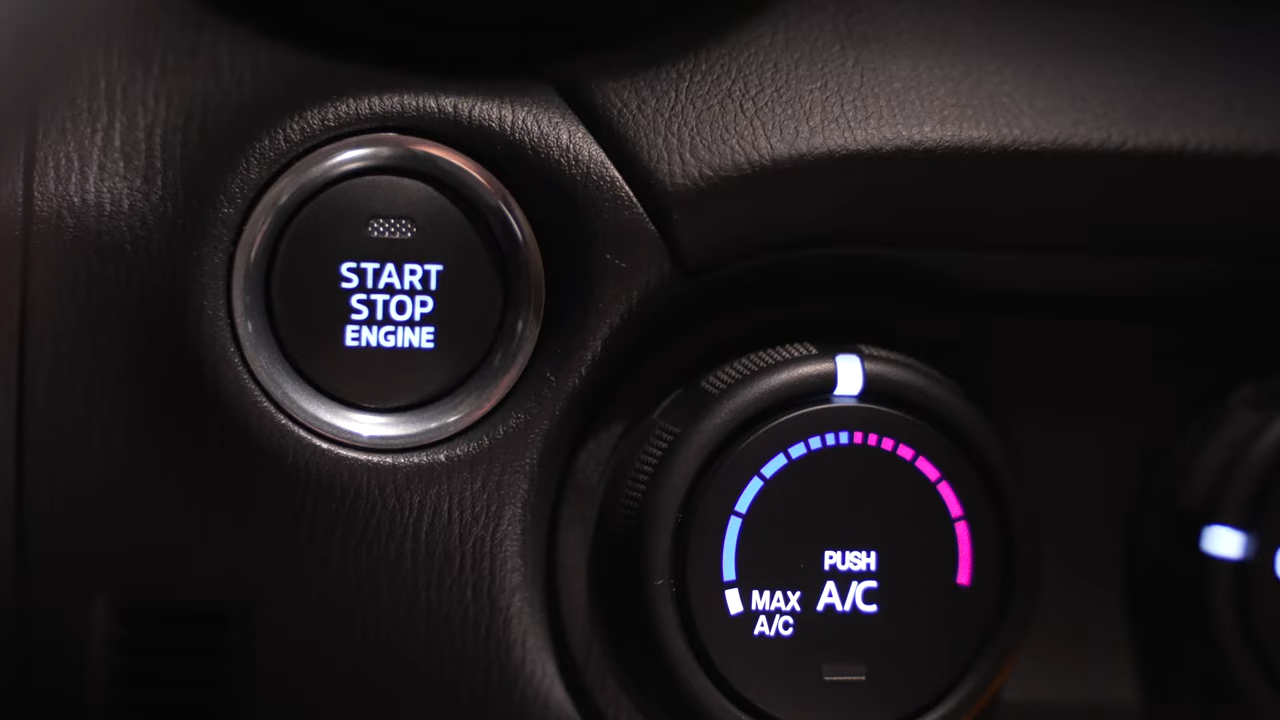 START
STOP
ENGINE
PUSH
A/C
MAX
A/C